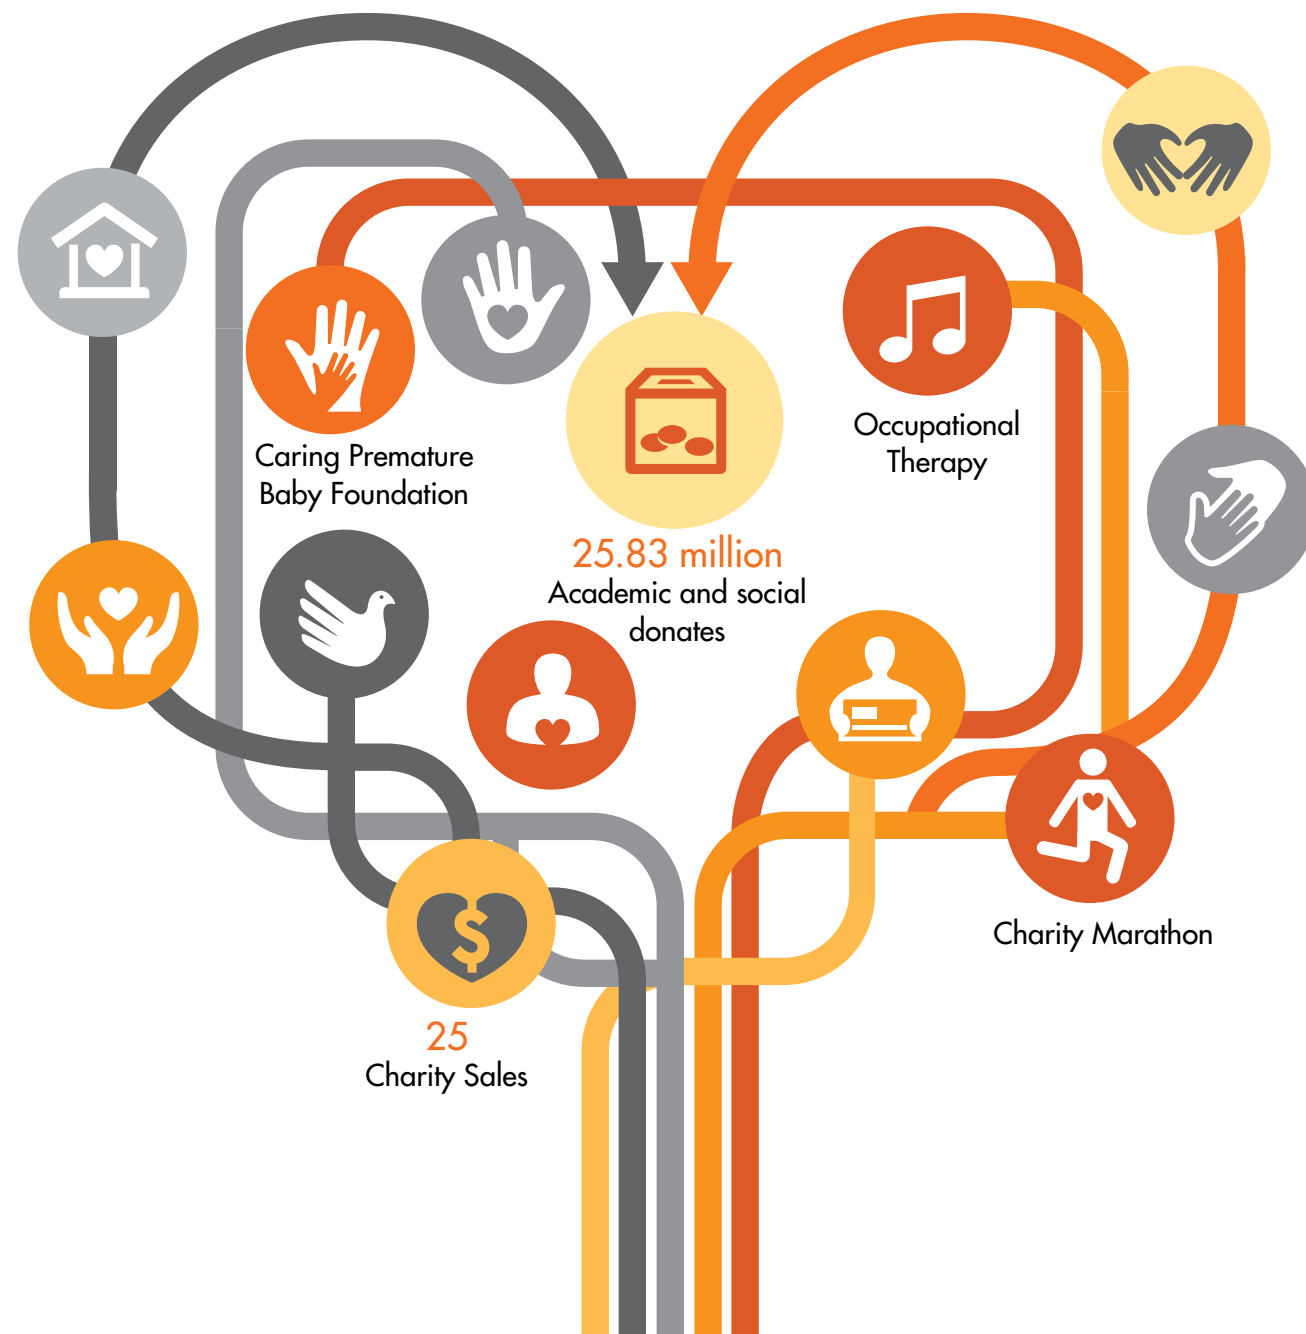 Occupational
Therapy
Caring Premature
Baby Foundation
25.83 million
Academic and social
donates
Charity Marathon
$
25
Charity Sales